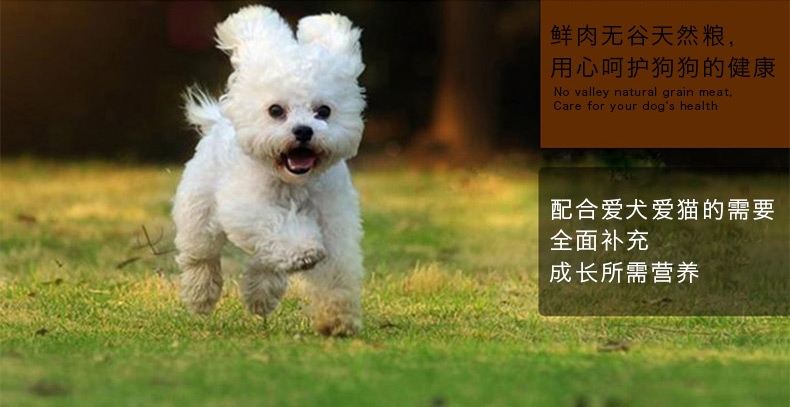 鲜肉无谷天然粮,
用心呵护狗狗的健康
No valley natural grain meat,
Care for your dog's health
配合爱犬爱猫的需要
全面补充
成长所需营养